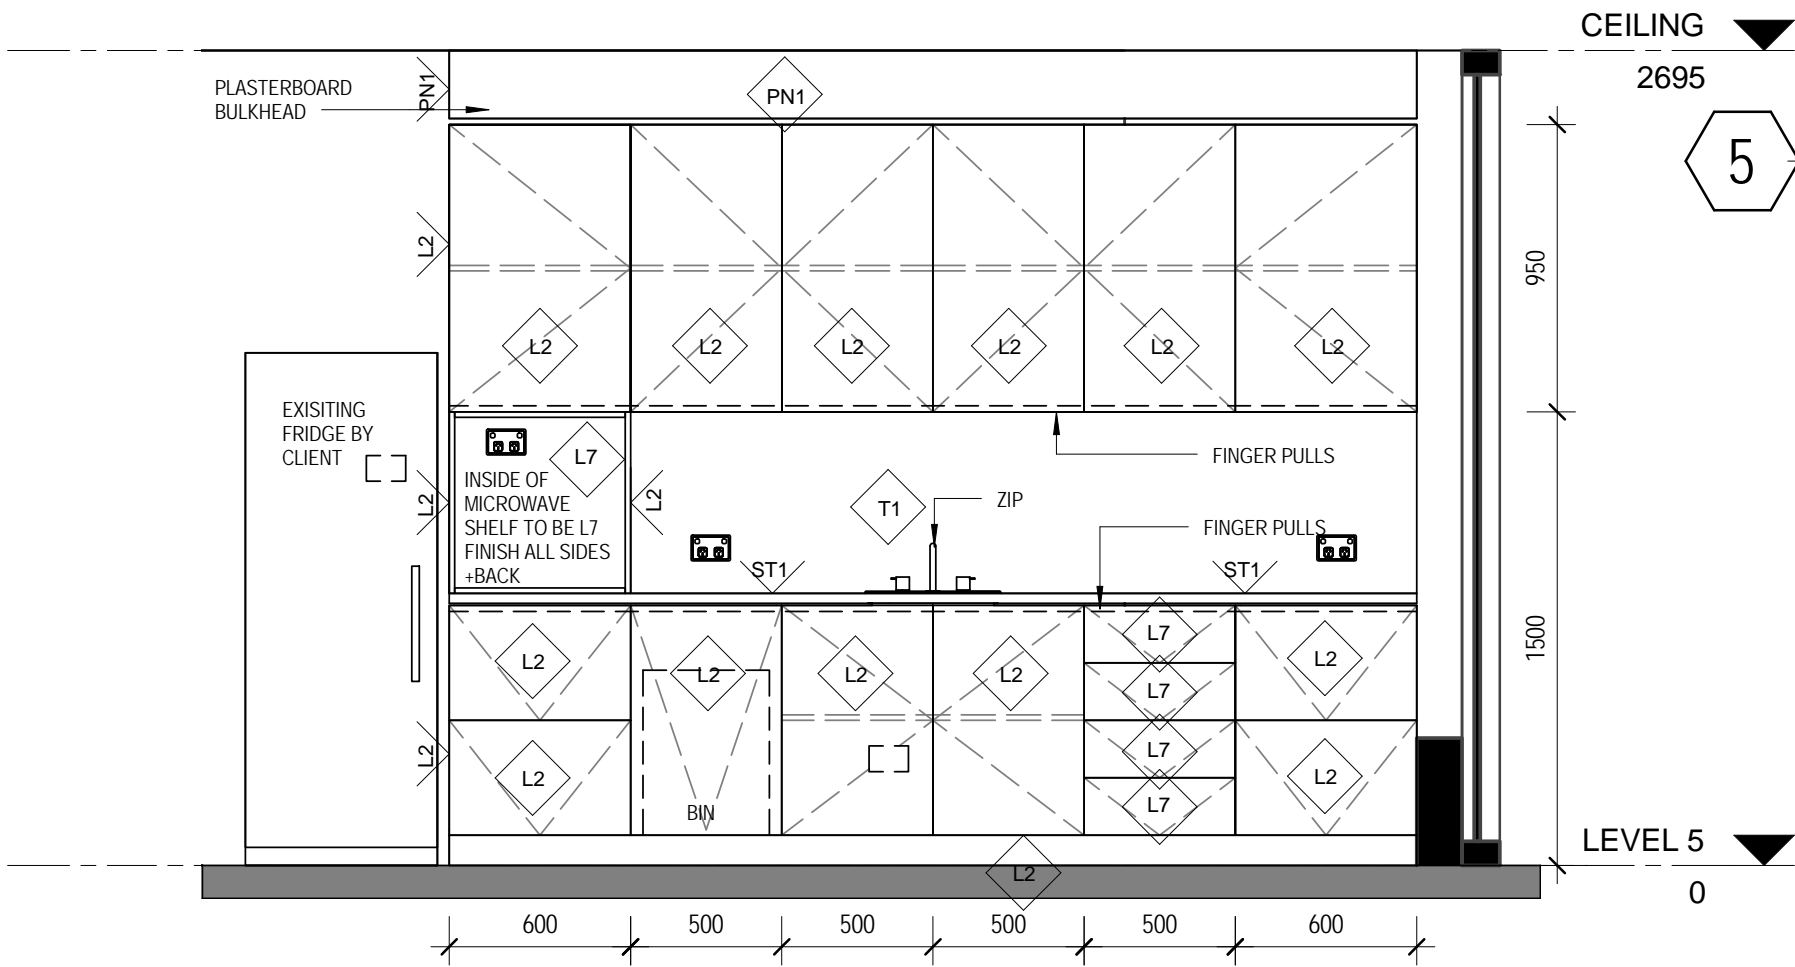 CEILING
2695
5
PLASTERBOARD
BULKHEAD
PN1
PN1
950
L2
L2
L2
L2
L2
L2
L2
EXISITING
FRIDGE BY
CLIENT
L7
INSIDE OF
MICROWAVE
SHELF TO BE L7
FINISH ALL SIDES
+BACK
L2
L2
FINGER PULLS
T1
ZIP
FINGER PULLS
ST1
ST1
1500
L2
L2
L2
L2
L7
L2
L7
L2
L2
L7
L2
L7
BIN
LEVEL 5
0
L2
600
500
500
500
500
600